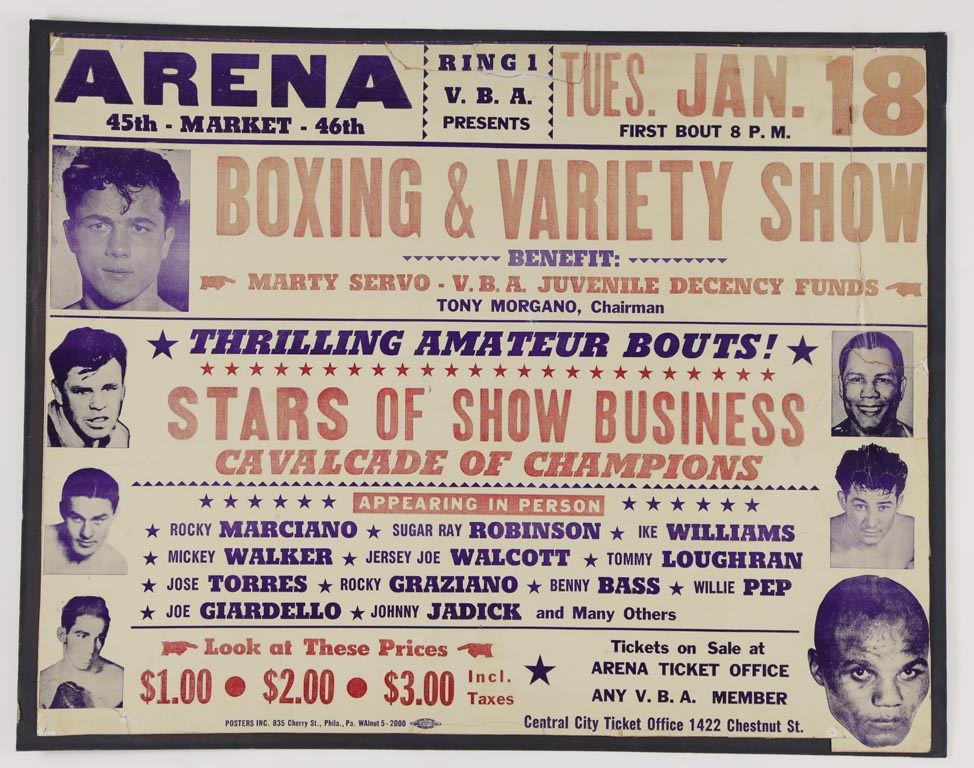 ARENA
45th - MARKET - 46th
RING 1
V. B. A.
PRESENTS
TUES. JAN. 18
FIRST BOUT 8 P. M.
BOXING & VARIETY SHOW
BENEFIT:
MARTY SERVO - V. B. A. JUVENILE DECENCY FUNDS
TONY MORGANO, Chairman
THRILLING AMATEUR BOUTS!
STARS OF SHOW BUSINESS
CAVALCADE OF CHAMPIONS
APPEARING IN PERSON
★ ROCKY MARCIANO ★ SUGAR RAY ROBINSON ★ IKE WILLIAMS
★ MICKEY WALKER ★ JERSEY JOE WALCOTT ★ TOMMY LOUGHRAN
★ JOSE TORRES ★ ROCKY GRAZIANO ★ BENNY BASS ★ WILLIE PEP
★ JOE GIARDELLO ★ JOHNNY JADICK and Many Others
Look at These Prices
$1.00 ● $2.00 ● $3.00 Incl. Taxes
Tickets on Sale at
ARENA TICKET OFFICE
ANY V. B. A. MEMBER
Central City Ticket Office 1422 Chestnut St.
POSTERS INC. 835 Cherry St., Phila., Pa. WAlnut 5 - 2000